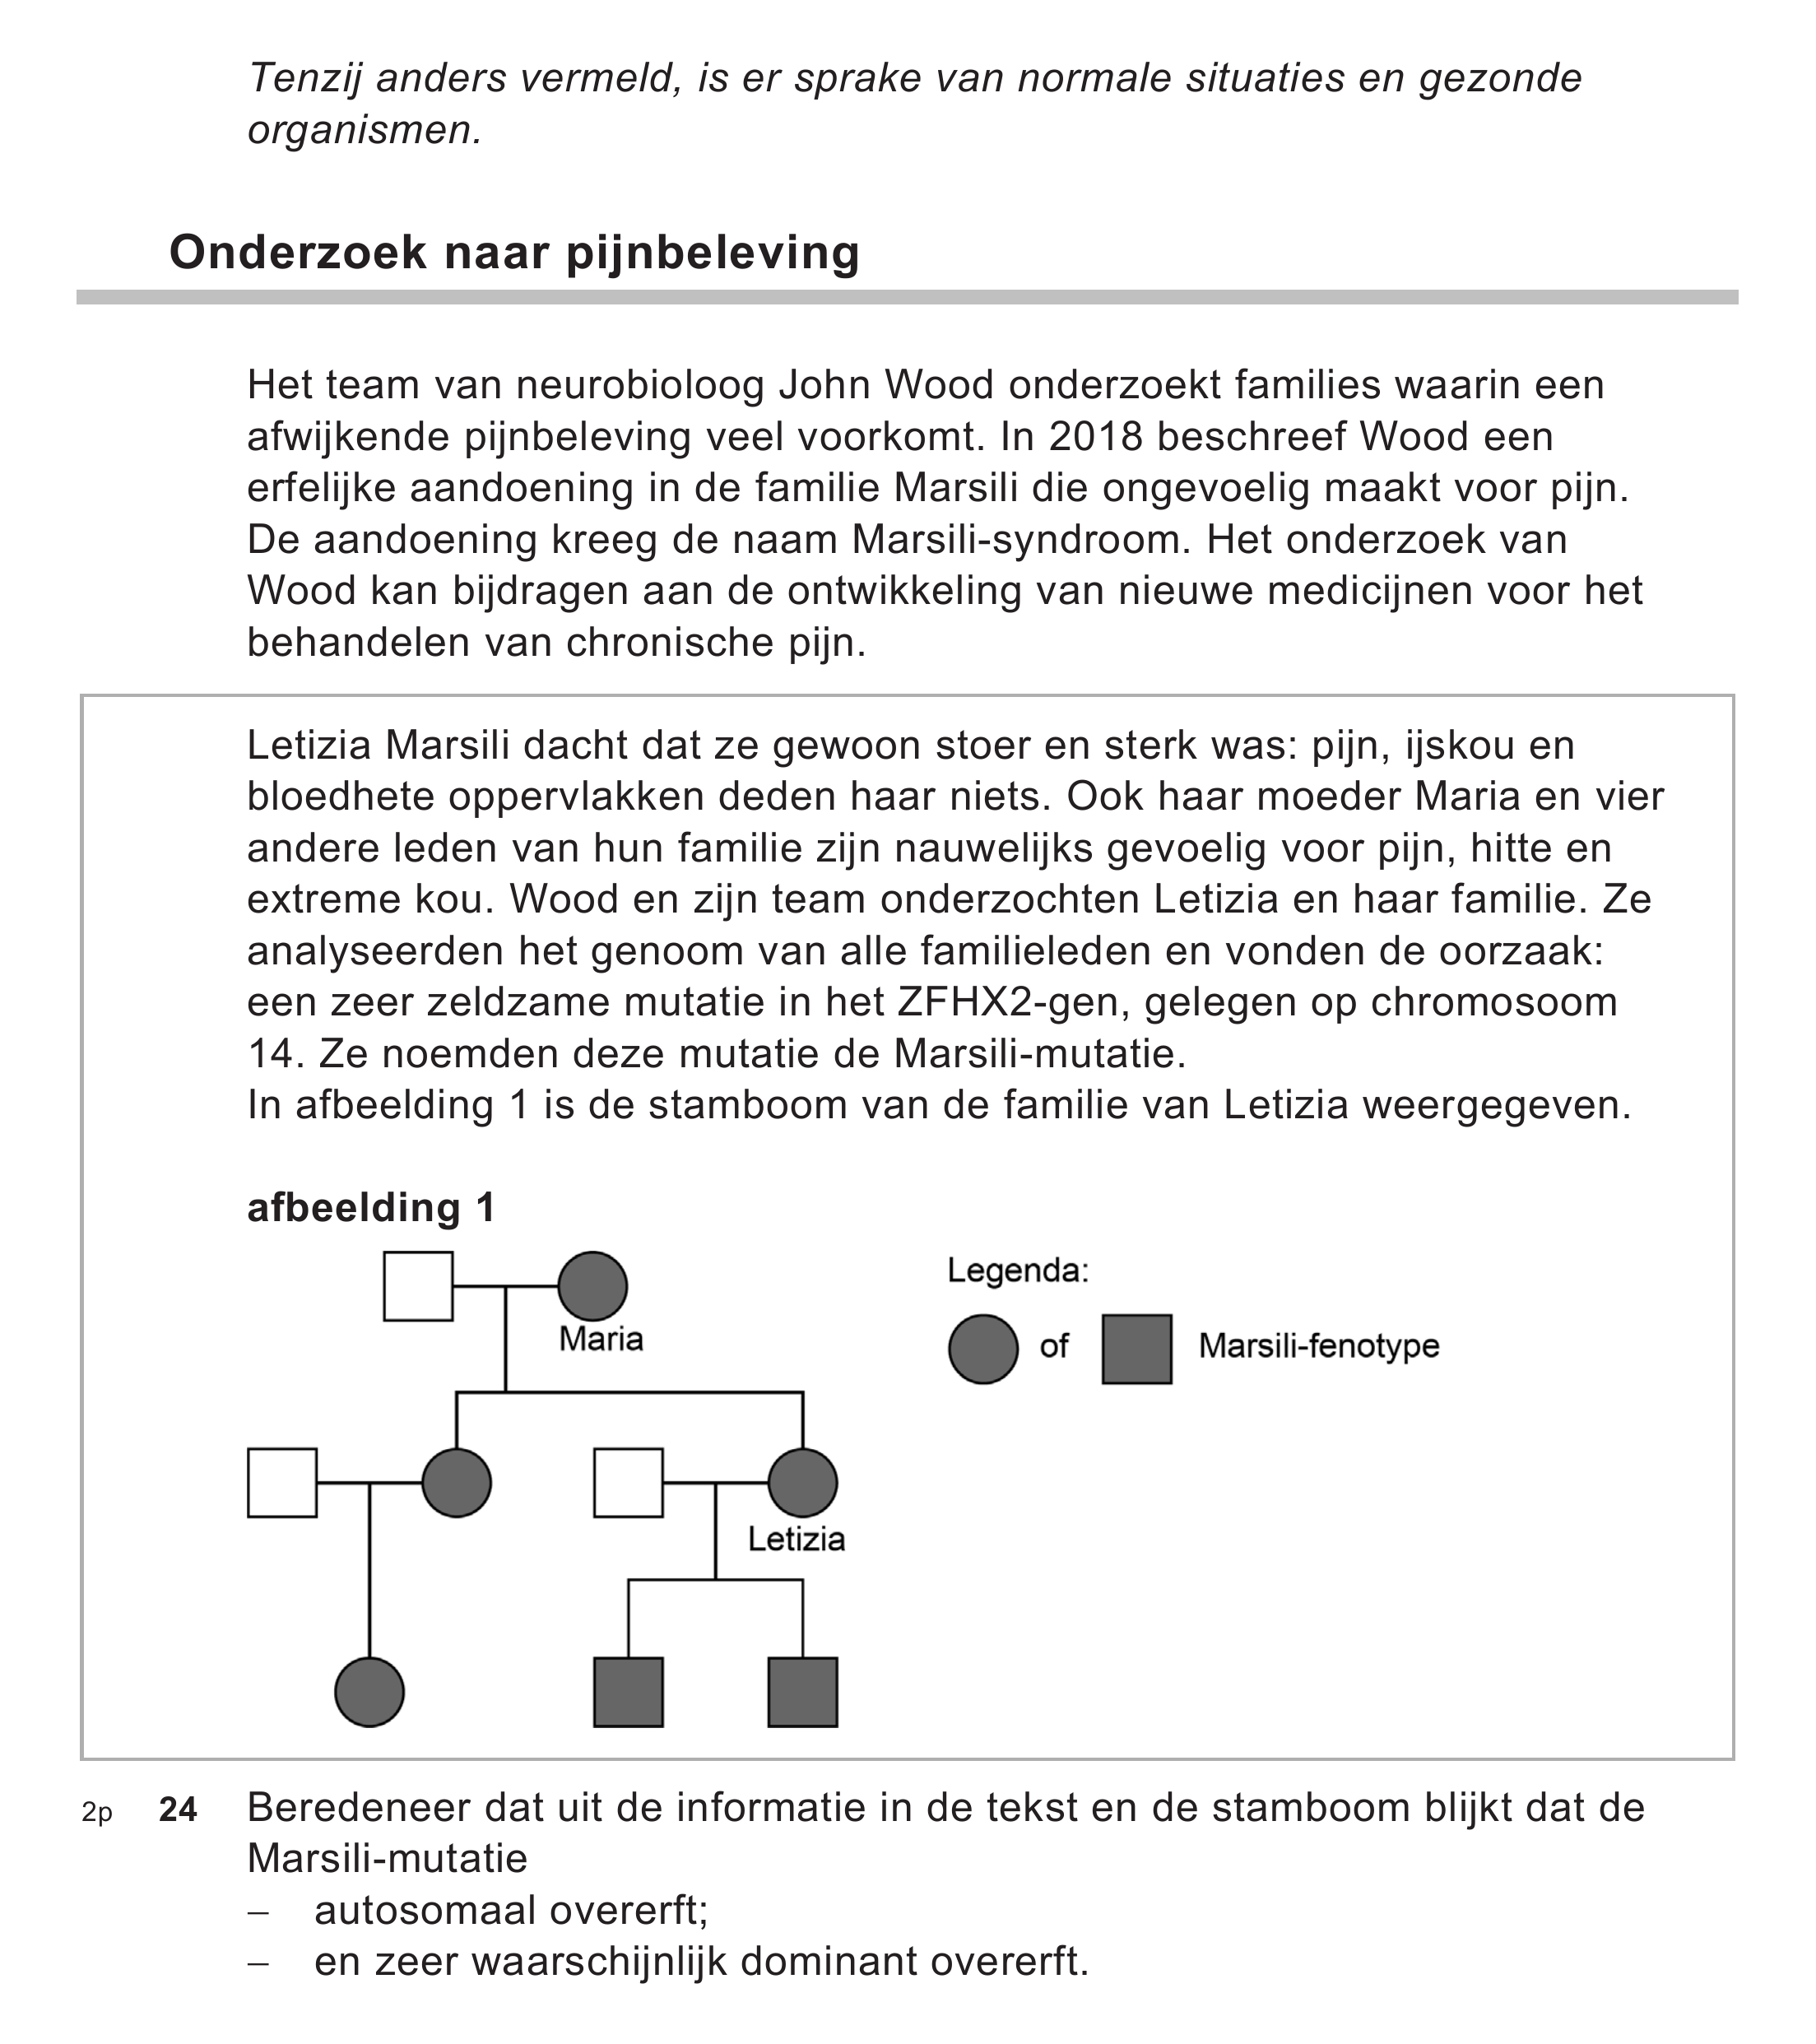 Tenzij anders vermeld, is er sprake van normale situaties en gezonde
organismen.
Onderzoek naar pijnbeleving
Het team van neurobioloog John Wood onderzoekt families waarin een
afwijkende pijnbeleving veel voorkomt. In 2018 beschreef Wood een
erfelijke aandoening in de familie Marsili die ongevoelig maakt voor pijn.
De aandoening kreeg de naam Marsili-syndroom. Het onderzoek van
Wood kan bijdragen aan de ontwikkeling van nieuwe medicijnen voor het
behandelen van chronische pijn.
Letizia Marsili dacht dat ze gewoon stoer en sterk was: pijn, ijskou en
bloedhete oppervlakken deden haar niets. Ook haar moeder Maria en vier
andere leden van hun familie zijn nauwelijks gevoelig voor pijn, hitte en
extreme kou. Wood en zijn team onderzochten Letizia en haar familie. Ze
analyseerden het genoom van alle familieleden en vonden de oorzaak:
een zeer zeldzame mutatie in het ZFHX2-gen, gelegen op chromosoom
14. Ze noemden deze mutatie de Marsili-mutatie.
In afbeelding 1 is de stamboom van de familie van Letizia weergegeven.
afbeelding 1
Legenda:
Maria
of Marsili-fenotype
Letizia
2p 24 Beredeneer dat uit de informatie in de tekst en de stamboom blijkt dat de
Marsili-mutatie
– autosomaal overerft;
– en zeer waarschijnlijk dominant overerft.